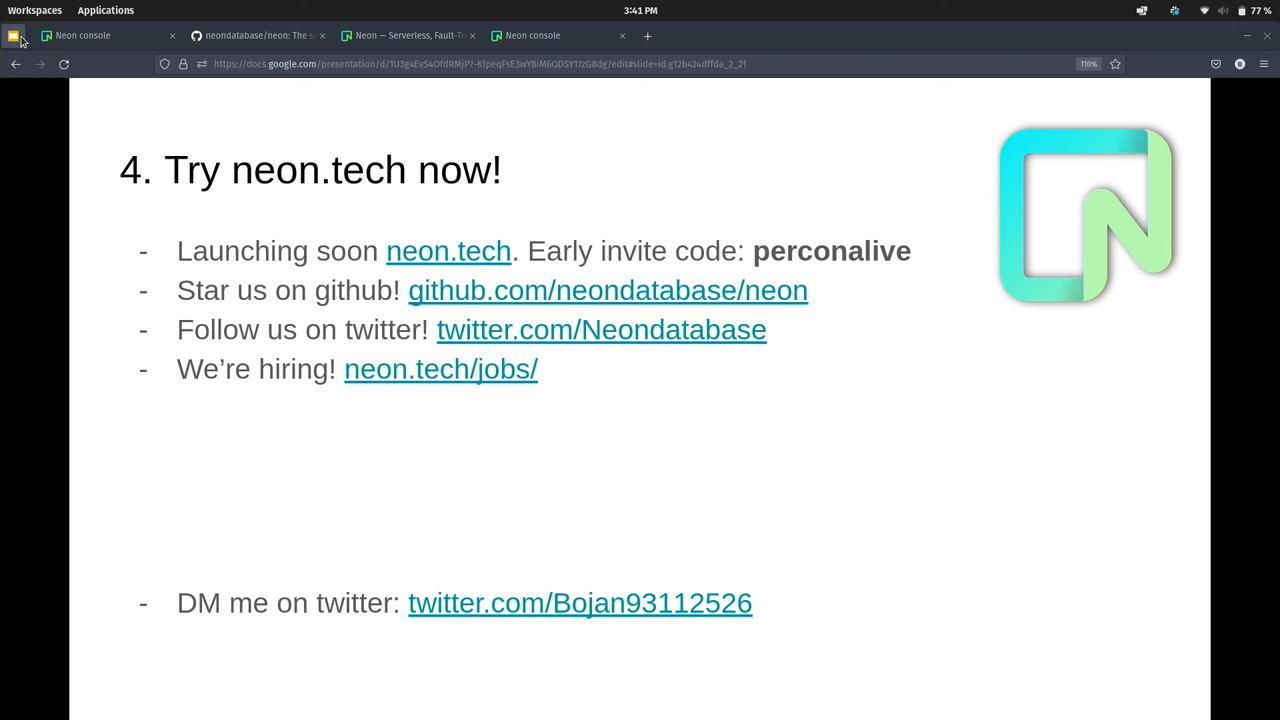 Workspaces Applications 3:41 PM 77 %
Neon console neondatabase/neon: The s Neon — Serverless, Fault-To Neon console
110%
4. Try neon.tech now!
- Launching soon neon.tech. Early invite code: perconalive
- Star us on github! github.com/neondatabase/neon
- Follow us on twitter! twitter.com/Neondatabase
- We're hiring! neon.tech/jobs/
- DM me on twitter: twitter.com/Bojan93112526